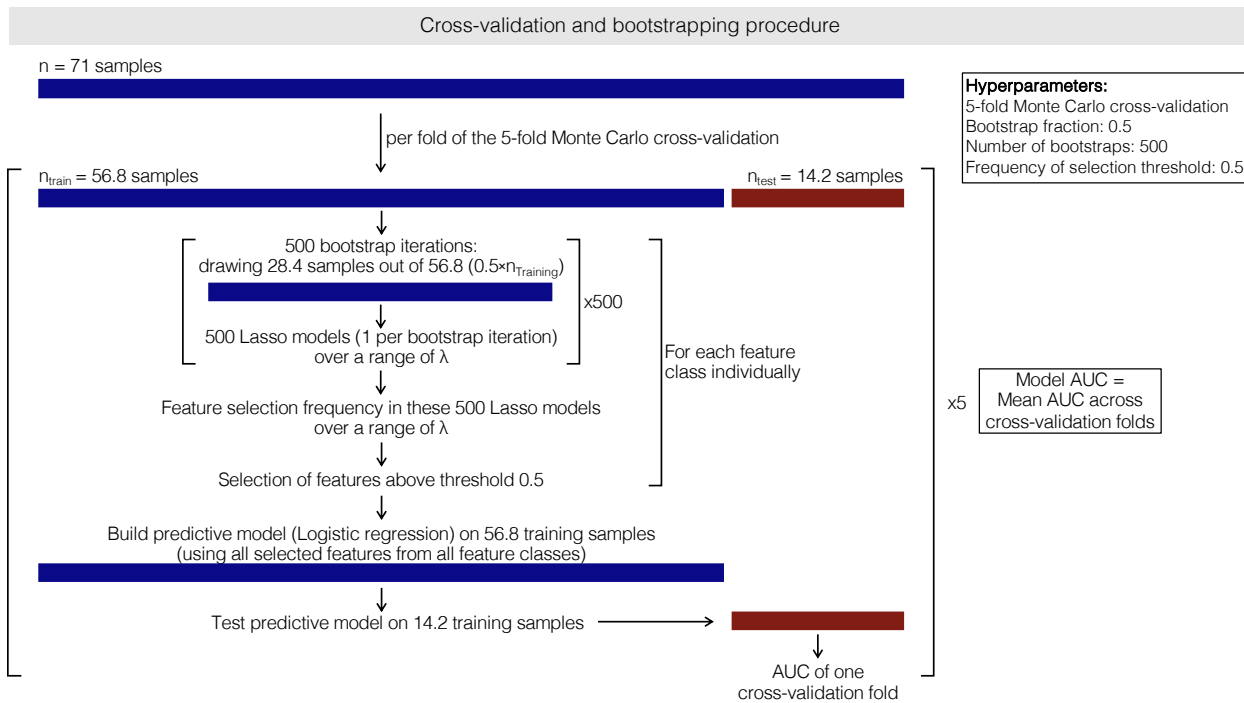 Cross-validation and bootstrapping procedure
n = 71 samples
Hyperparameters:
5-fold Monte Carlo cross-validation
Bootstrap fraction: 0.5
Number of bootstraps: 500
Frequency of selection threshold: 0.5
per fold of the 5-fold Monte Carlo cross-validation
n_train = 56.8 samples
n_test = 14.2 samples
500 bootstrap iterations:
drawing 28.4 samples out of 56.8 (0.5×n_Training)
x500
500 Lasso models (1 per bootstrap iteration)
over a range of λ
For each feature
class individually
Feature selection frequency in these 500 Lasso models
over a range of λ
Selection of features above threshold 0.5
x5
Model AUC =
Mean AUC across
cross-validation folds
Build predictive model (Logistic regression) on 56.8 training samples
(using all selected features from all feature classes)
Test predictive model on 14.2 training samples
AUC of one
cross-validation fold